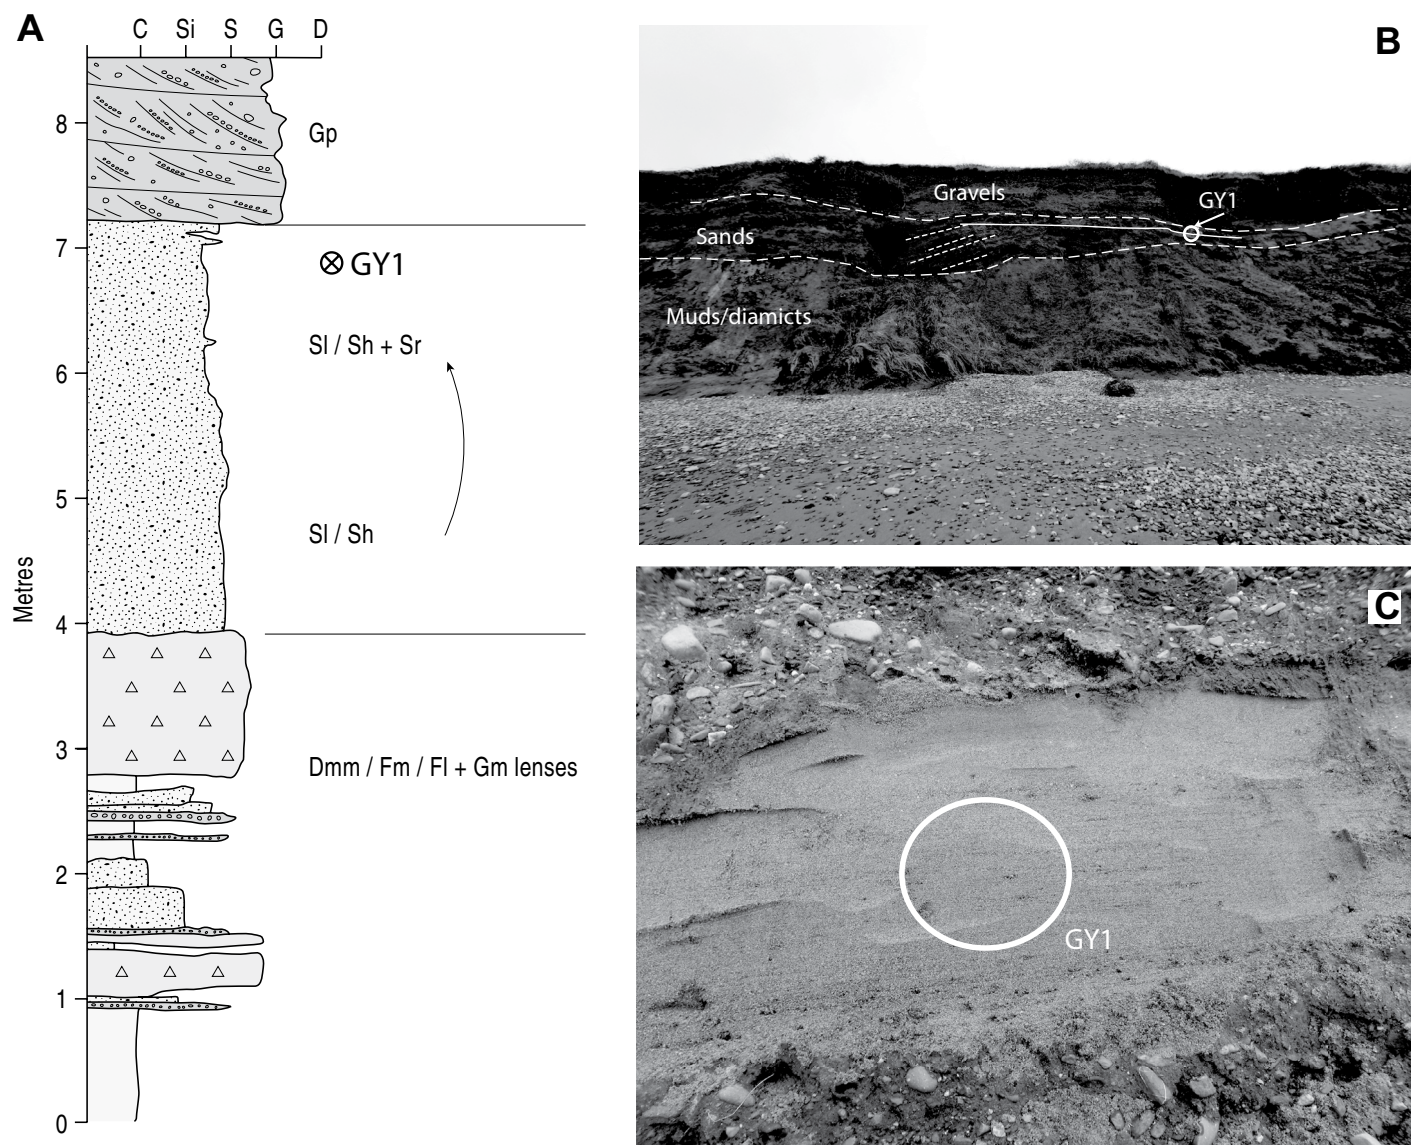 A
C Si S G D
8
Gp
7
GY1
Sl / Sh + Sr
6
5
Sl / Sh
Metres
4
3
Dmm / Fm / Fl + Gm lenses
2
1
0
B
Gravels
GY1
Sands
Muds/diamicts
C
GY1